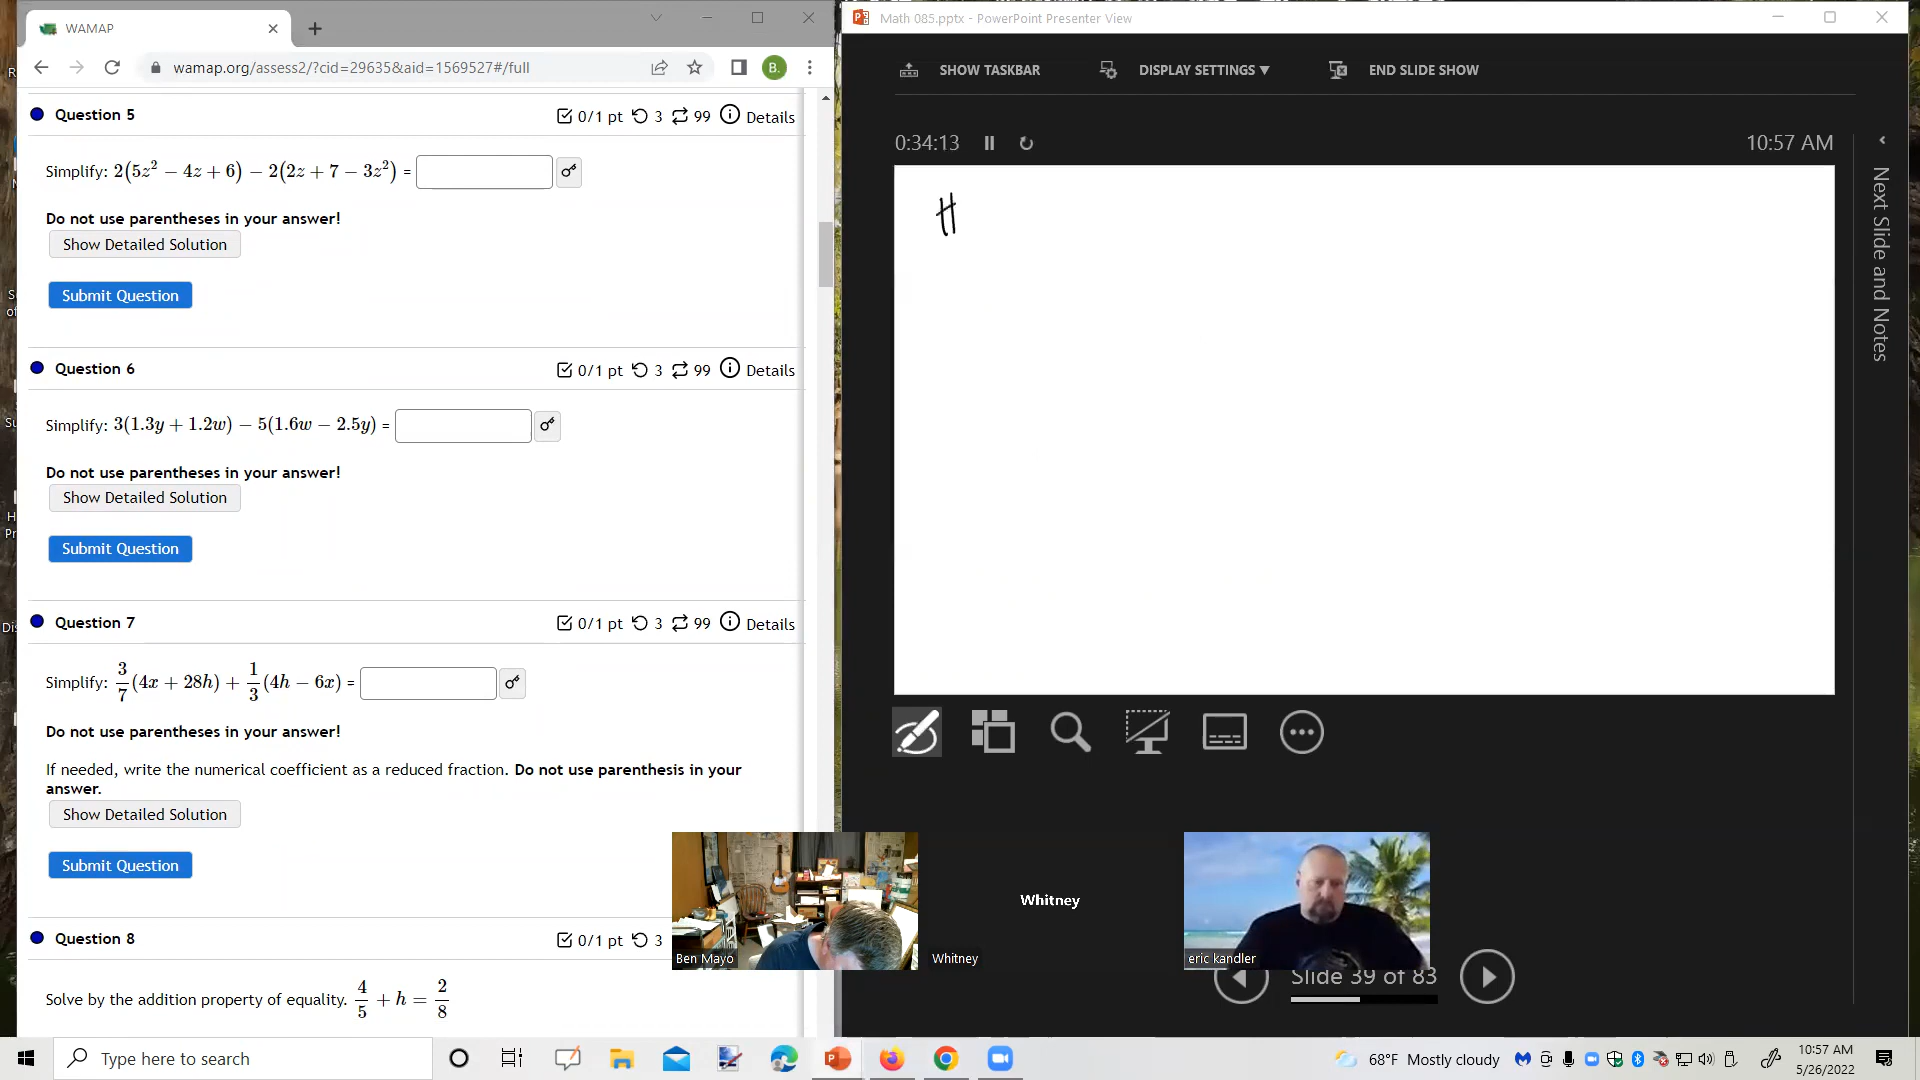 WAMAP
wamap.org/assess2/?cid=29635&aid=1569527#/full
B.
Question 5
0/1 pt 3 99 Details
Simplify: 2(5z² − 4z + 6) − 2(2z + 7 − 3z²) =
Do not use parentheses in your answer!
Show Detailed Solution
Submit Question
Question 6
0/1 pt 3 99 Details
Simplify: 3(1.3y + 1.2w) − 5(1.6w − 2.5y) =
Do not use parentheses in your answer!
Show Detailed Solution
Submit Question
Question 7
0/1 pt 3 99 Details
Simplify: 3/7(4x + 28h) + 1/3(4h − 6x) =
Do not use parentheses in your answer!
If needed, write the numerical coefficient as a reduced fraction. Do not use parenthesis in your
answer.
Show Detailed Solution
Submit Question
Question 8
0/1 pt 3
Solve by the addition property of equality. 4/5 + h = 2/8
Math 085.pptx - PowerPoint Presenter View
SHOW TASKBAR
DISPLAY SETTINGS ▼
END SLIDE SHOW
0:34:13
10:57 AM
Next Slide and Notes
Ben Mayo
Whitney
Whitney
eric kandler
Slide 39 of 83
Type here to search
68°F Mostly cloudy
10:57 AM
5/26/2022